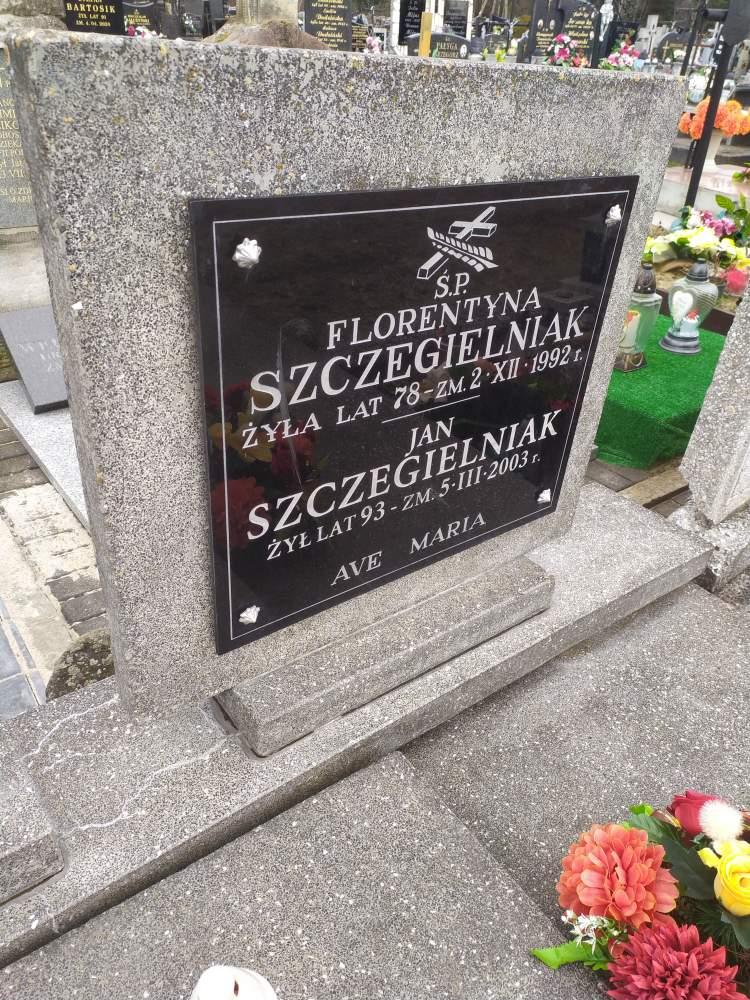 BARTOSIK
Ś.P.
FLORENTYNA
SZCZEGIELNIAK
ŻYŁA LAT 78 - ZM. 2·XII·1992 r.
JAN
SZCZEGIELNIAK
ŻYŁ LAT 93 - ZM. 5·III·2003 r.
AVE MARIA